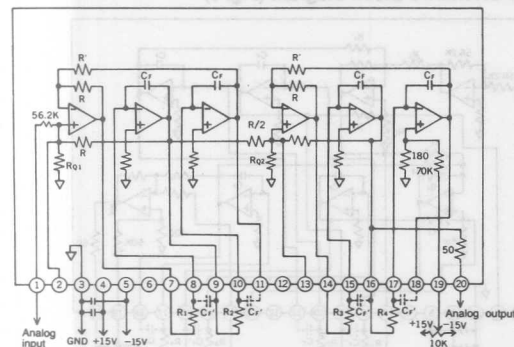 R' Cf Cf R' Cf Cf
R R
56.2K R/2
R
RQ1 RQ2 180
70K
50
1 2 3 4 5 6 7 8 9 10 11 12 13 14 15 16 17 18 19 20
Analog input
GND +15V -15V
R1 Cf' R2 Cf' Cf' R4 Cf'
+15V -15V
10K
Analog output